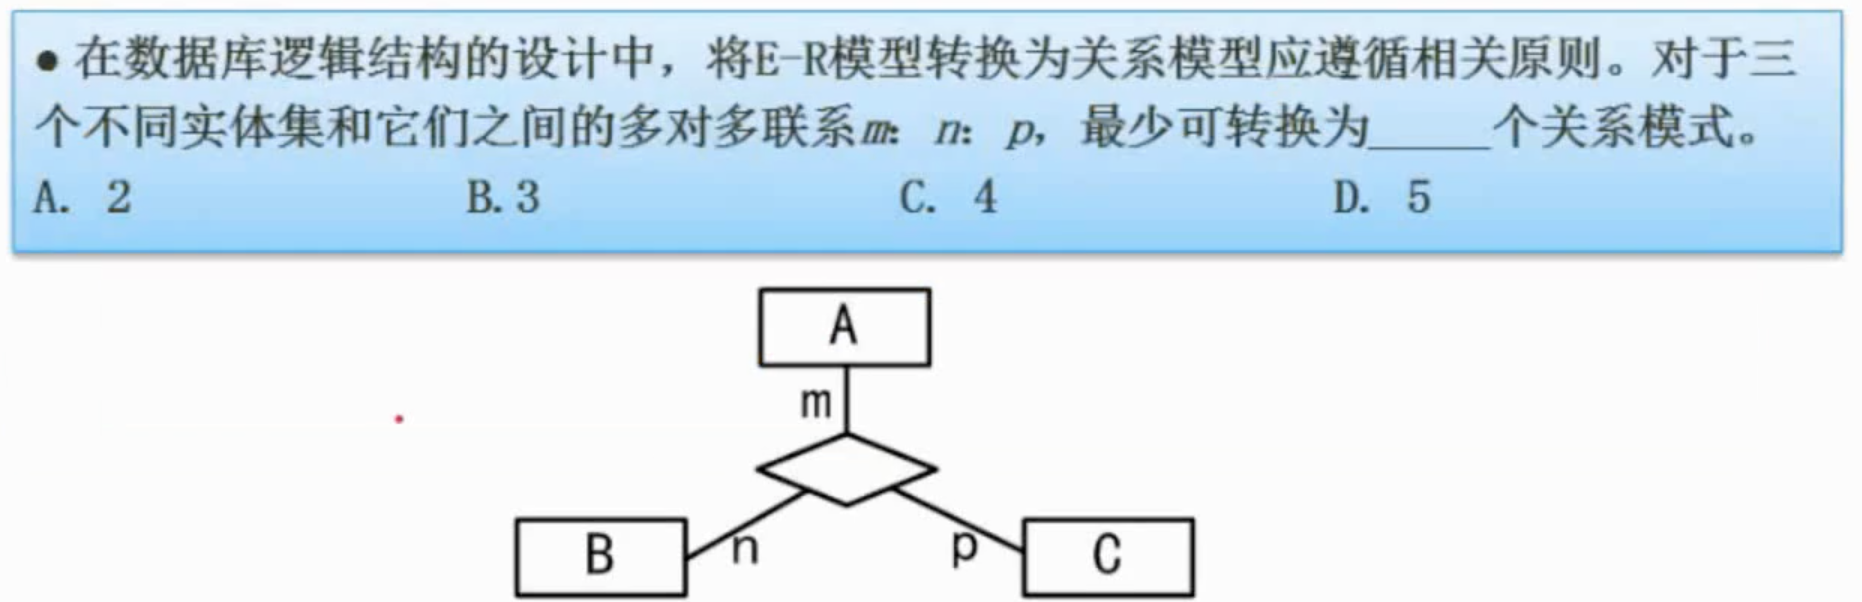 ● 在数据库逻辑结构的设计中，将E-R模型转换为关系模型应遵循相关原则。对于三
个不同实体集和它们之间的多对多联系m：n：p，最少可转换为_____个关系模式。
A. 2 B.3 C. 4 D. 5
A
m
B n p C